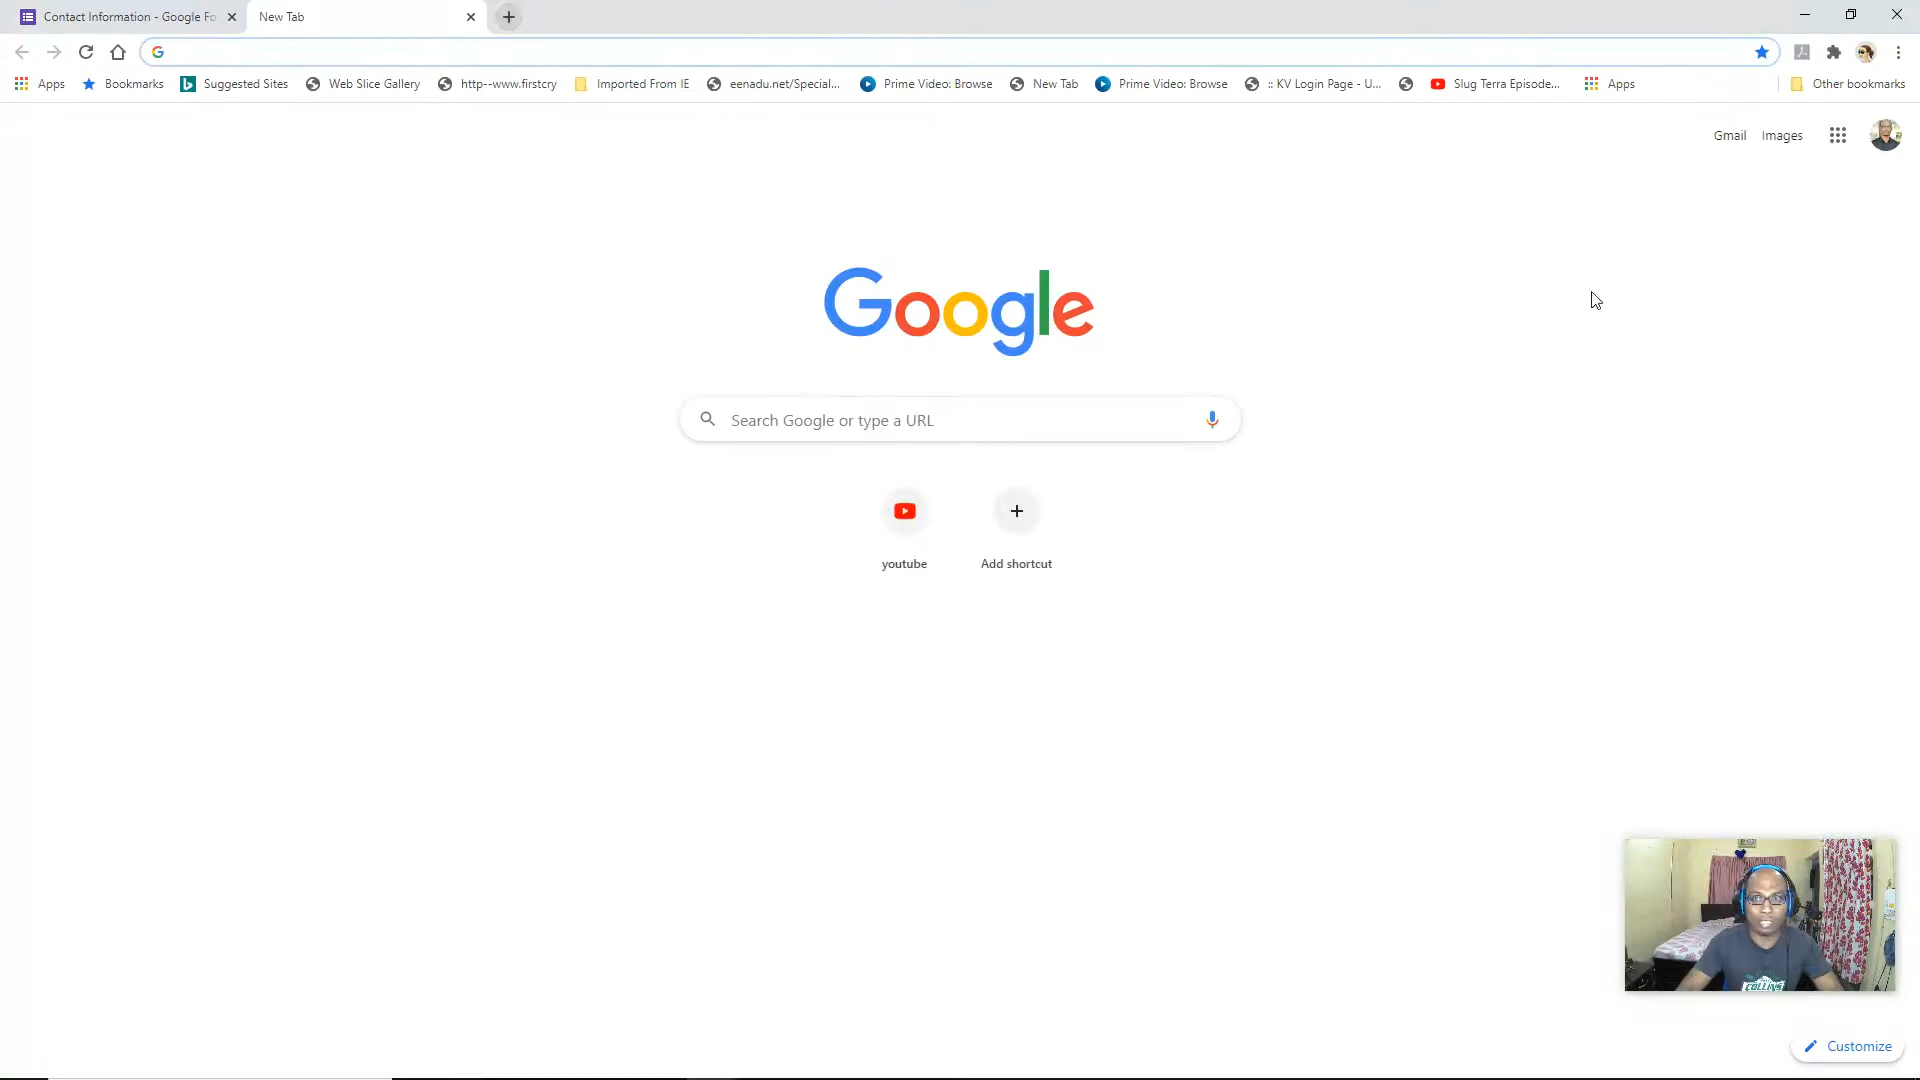 Contact Information - Google Fo
New Tab
Apps
Bookmarks
Suggested Sites
Web Slice Gallery
http--www.firstcry
Imported From IE
eenadu.net/Special...
Prime Video: Browse
New Tab
Prime Video: Browse
:: KV Login Page - U...
Slug Terra Episode...
Apps
Other bookmarks
Gmail
Images
Google
Search Google or type a URL
youtube
Add shortcut
COLLINS
Customize